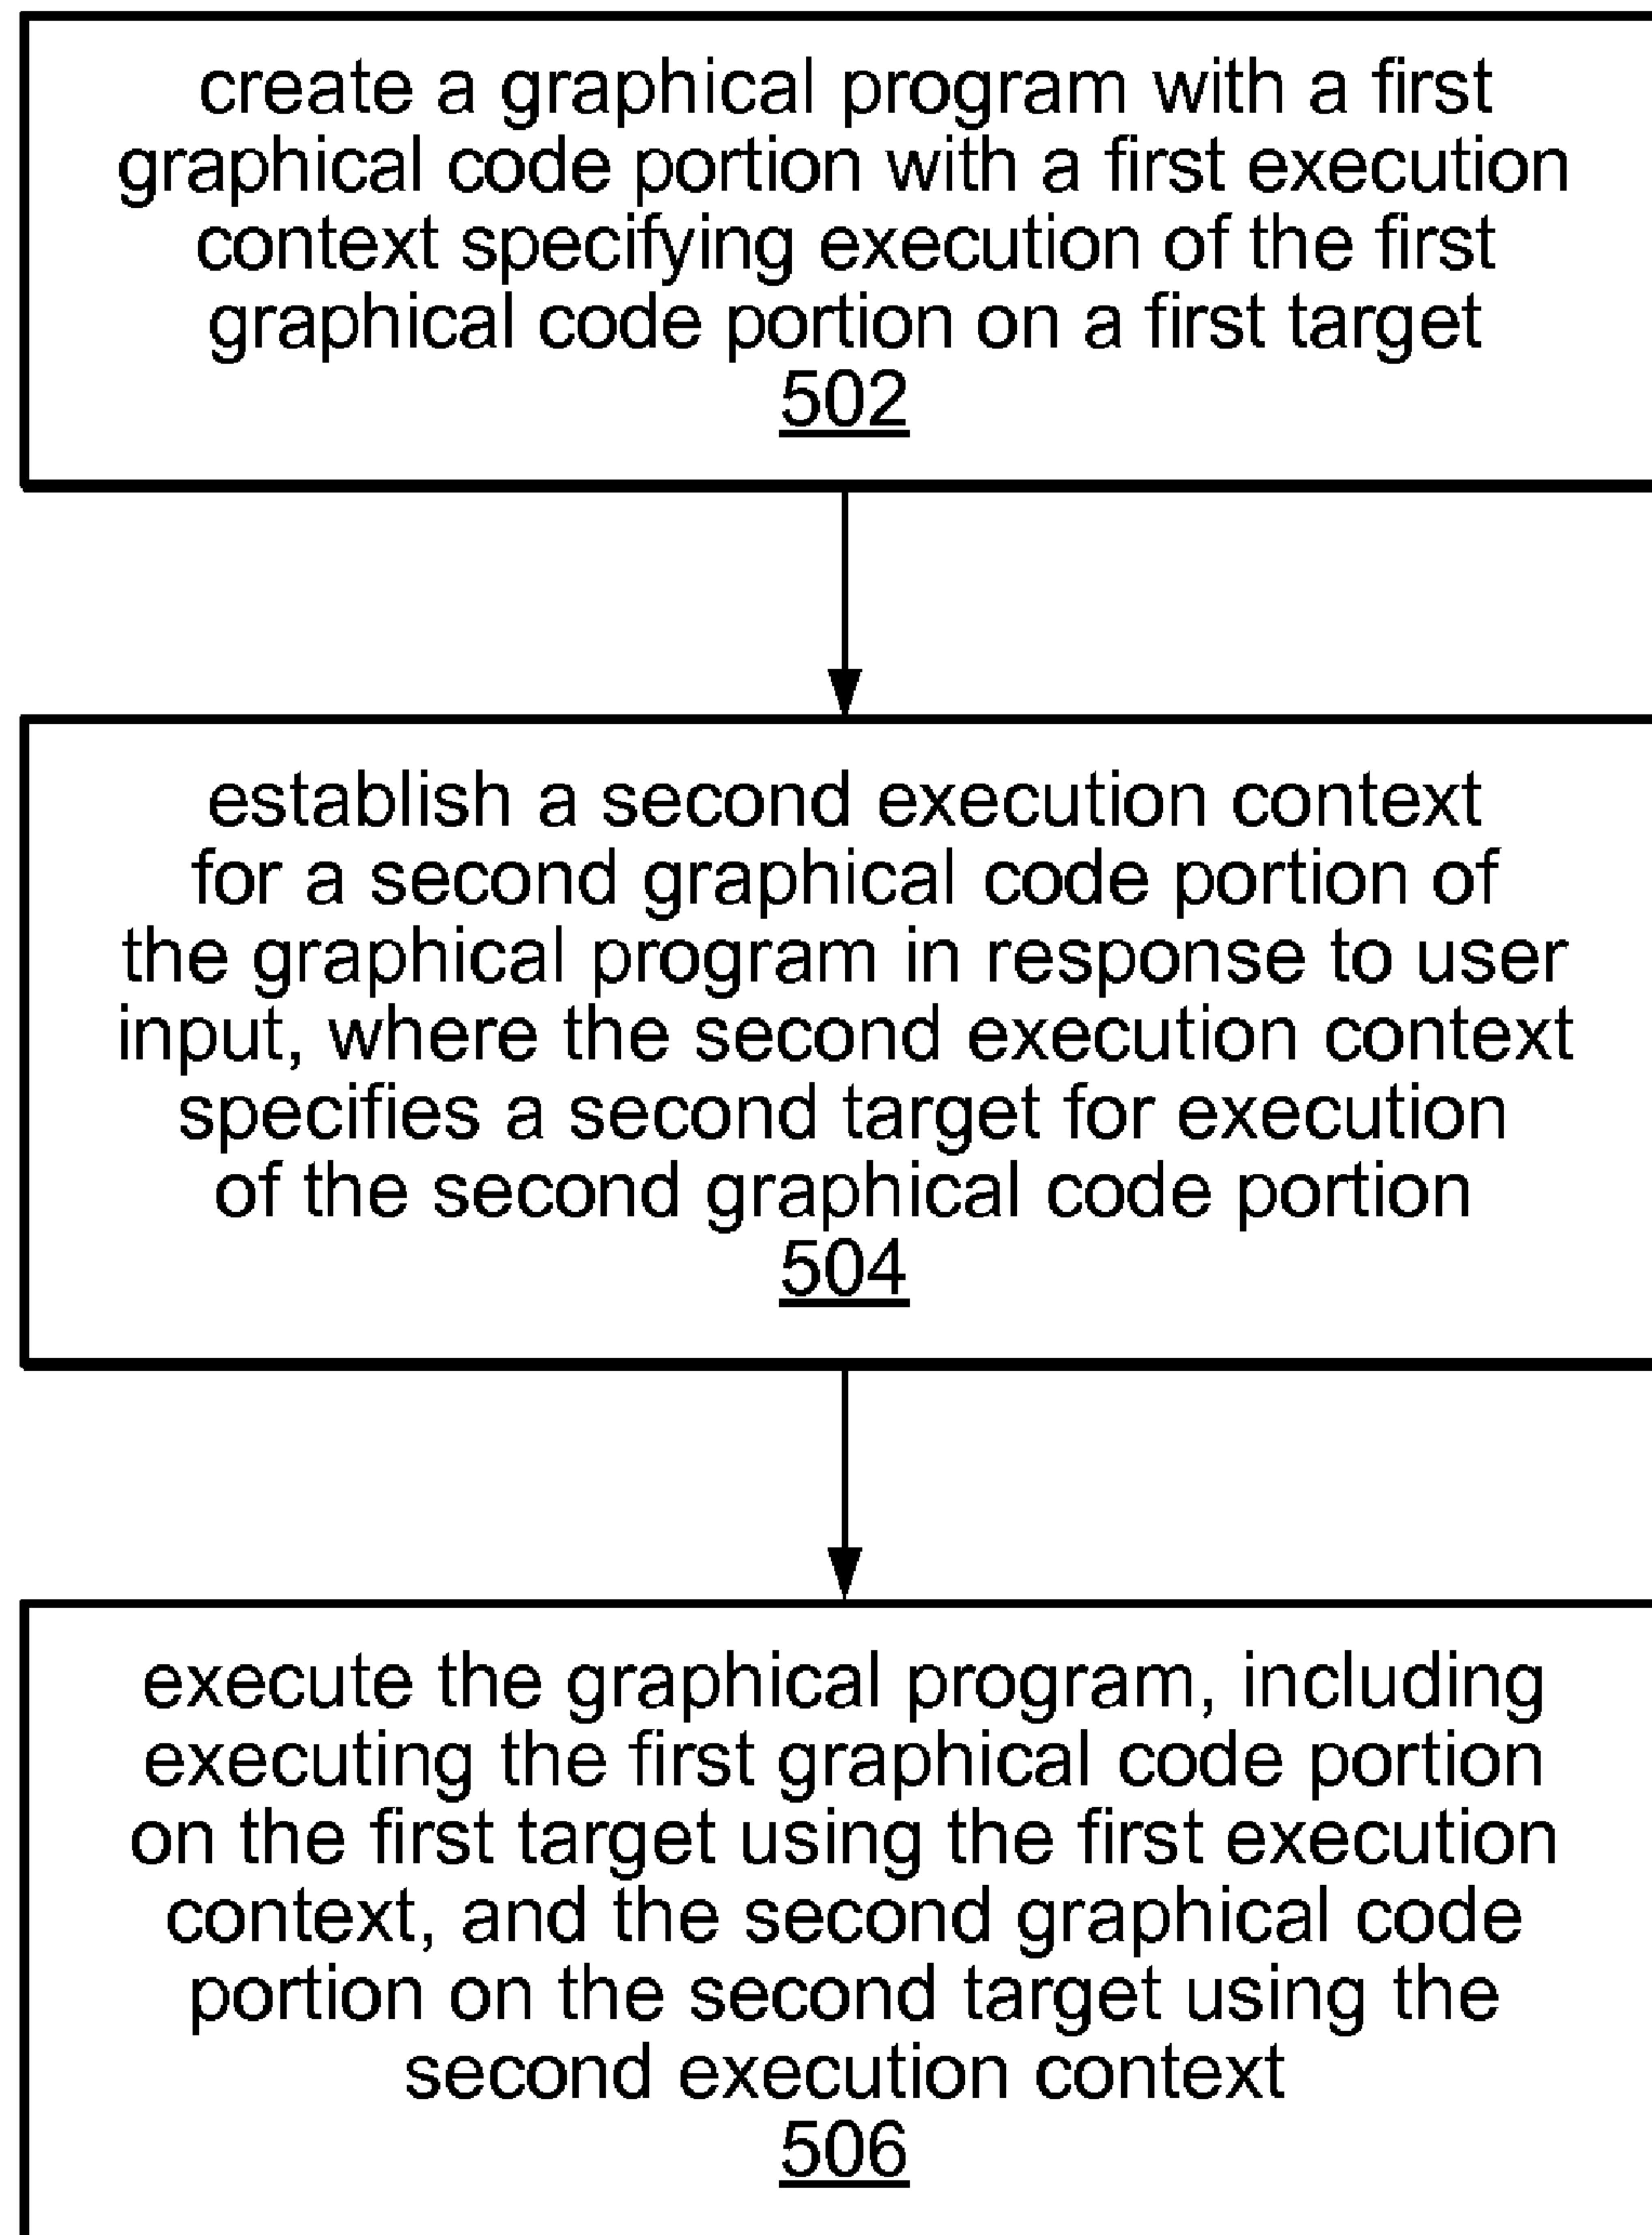 create a graphical program with a first
graphical code portion with a first execution
context specifying execution of the first
graphical code portion on a first target
502
establish a second execution context
for a second graphical code portion of
the graphical program in response to user
input, where the second execution context
specifies a second target for execution
of the second graphical code portion
504
execute the graphical program, including
executing the first graphical code portion
on the first target using the first execution
context, and the second graphical code
portion on the second target using the
second execution context
506